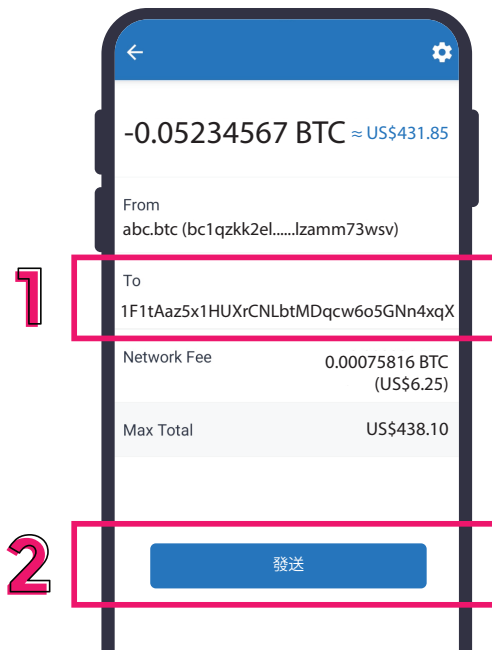 -0.05234567 BTC ≈ US$431.85
From
abc.btc (bc1qzkk2el......lzamm73wsv)
1
To
1F1tAaz5x1HUXrCNLbtMDqcw6o5GNn4xqX
Network Fee 0.00075816 BTC
(US$6.25)
Max Total US$438.10
2
發送